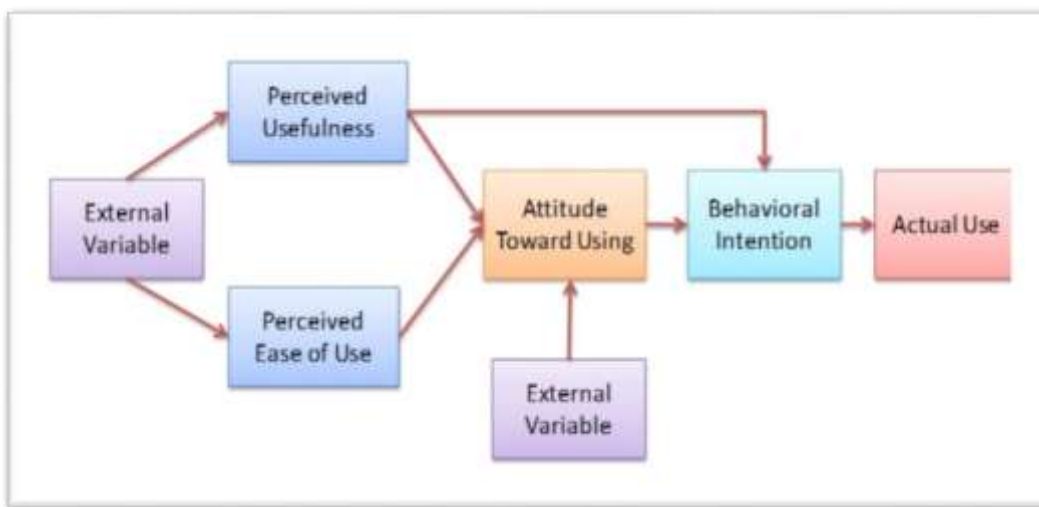 Perceived
Usefulness
External
Variable
Attitude
Toward Using
Behavioral
Intention
Actual Use
Perceived
Ease of Use
External
Variable